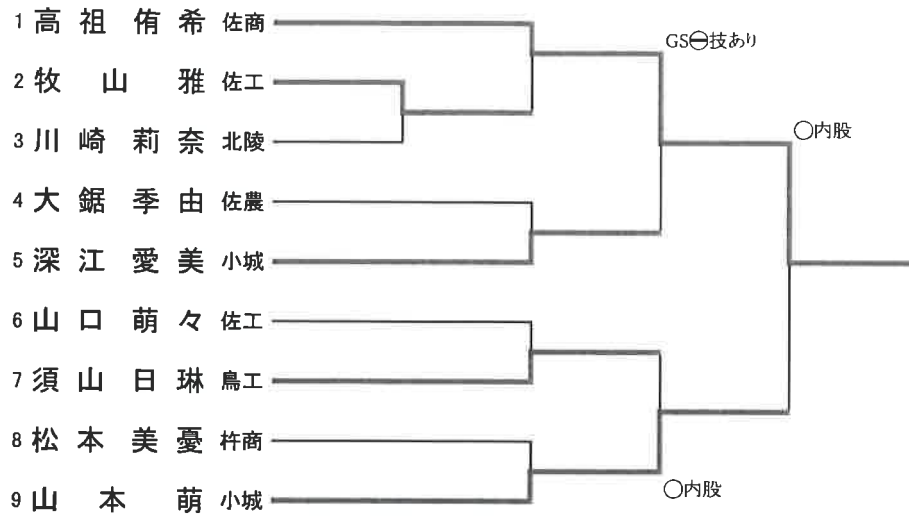 1 高祖侑希 佐商
GS⊖技あり
2 牧山雅 佐工
○内股
3 川崎莉奈 北陵
4 大鋸季由 佐農
5 深江愛美 小城
6 山口萌々 佐工
7 須山日琳 鳥工
8 松本美憂 杵商
○内股
9 山本萌 小城